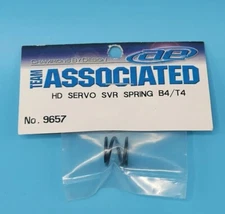 TEAM
ASSOCIATED
HD SERVO SVR SPRING B4/T4
No. 9657